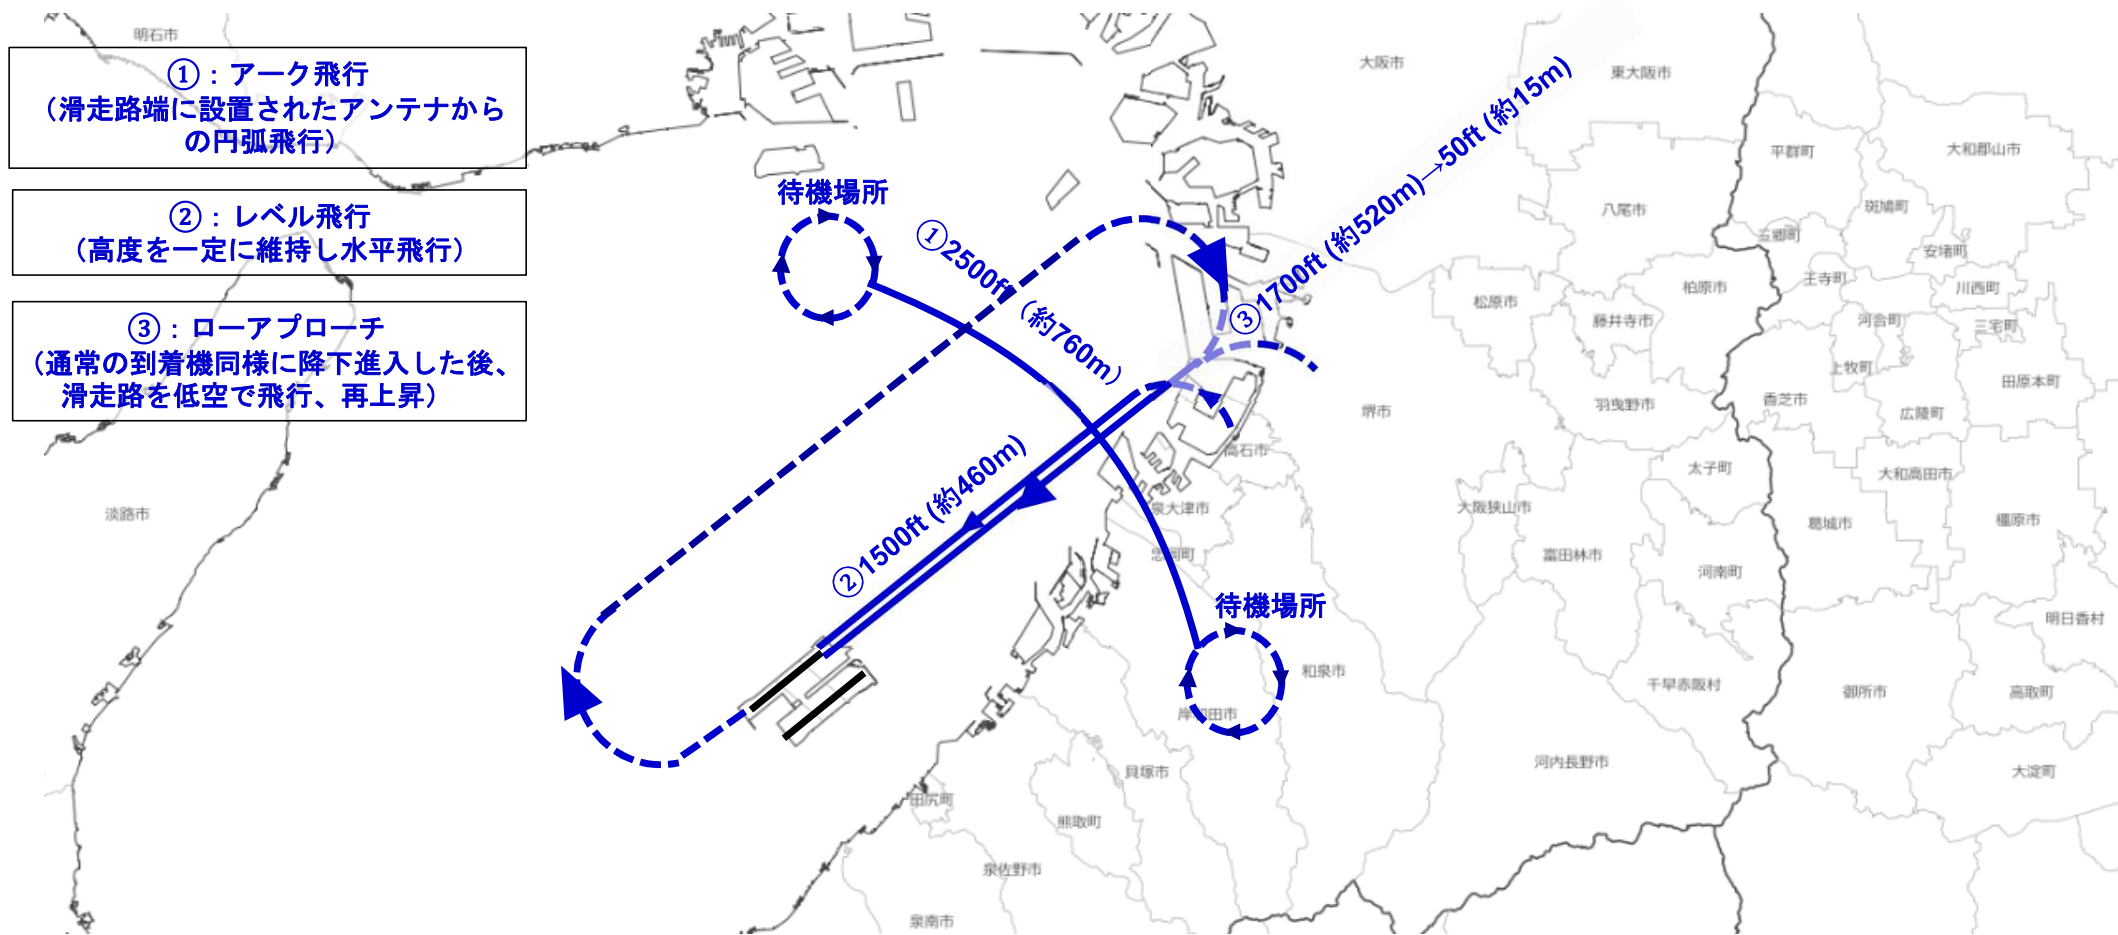 ①：アーク飛行
（滑走路端に設置されたアンテナから
の円弧飛行）
②：レベル飛行
（高度を一定に維持し水平飛行）
③：ローアプローチ
（通常の到着機同様に降下進入した後、
滑走路を低空で飛行、再上昇）
待機場所
①2500ft（約760m）
②1500ft (約460m)
③1700ft (約520m)→50ft (約15m)
待機場所
明石市
淡路市
大阪市
東大阪市
平群町
大和郡山市
八尾市
斑鳩町
三郷町
安堵町
松原市
柏原市
王寺町
川西町
藤井寺市
河合町
三宅町
上牧町
田原本町
堺市
羽曳野市
香芝市
広陵町
高石市
太子町
大和高田市
泉大津市
大阪狭山市
葛城市
橿原市
忠岡町
富田林市
河南町
明日香村
和泉市
千早赤阪村
御所市
高取町
岸和田市
貝塚市
河内長野市
大淀町
田尻町
熊取町
泉佐野市
泉南市